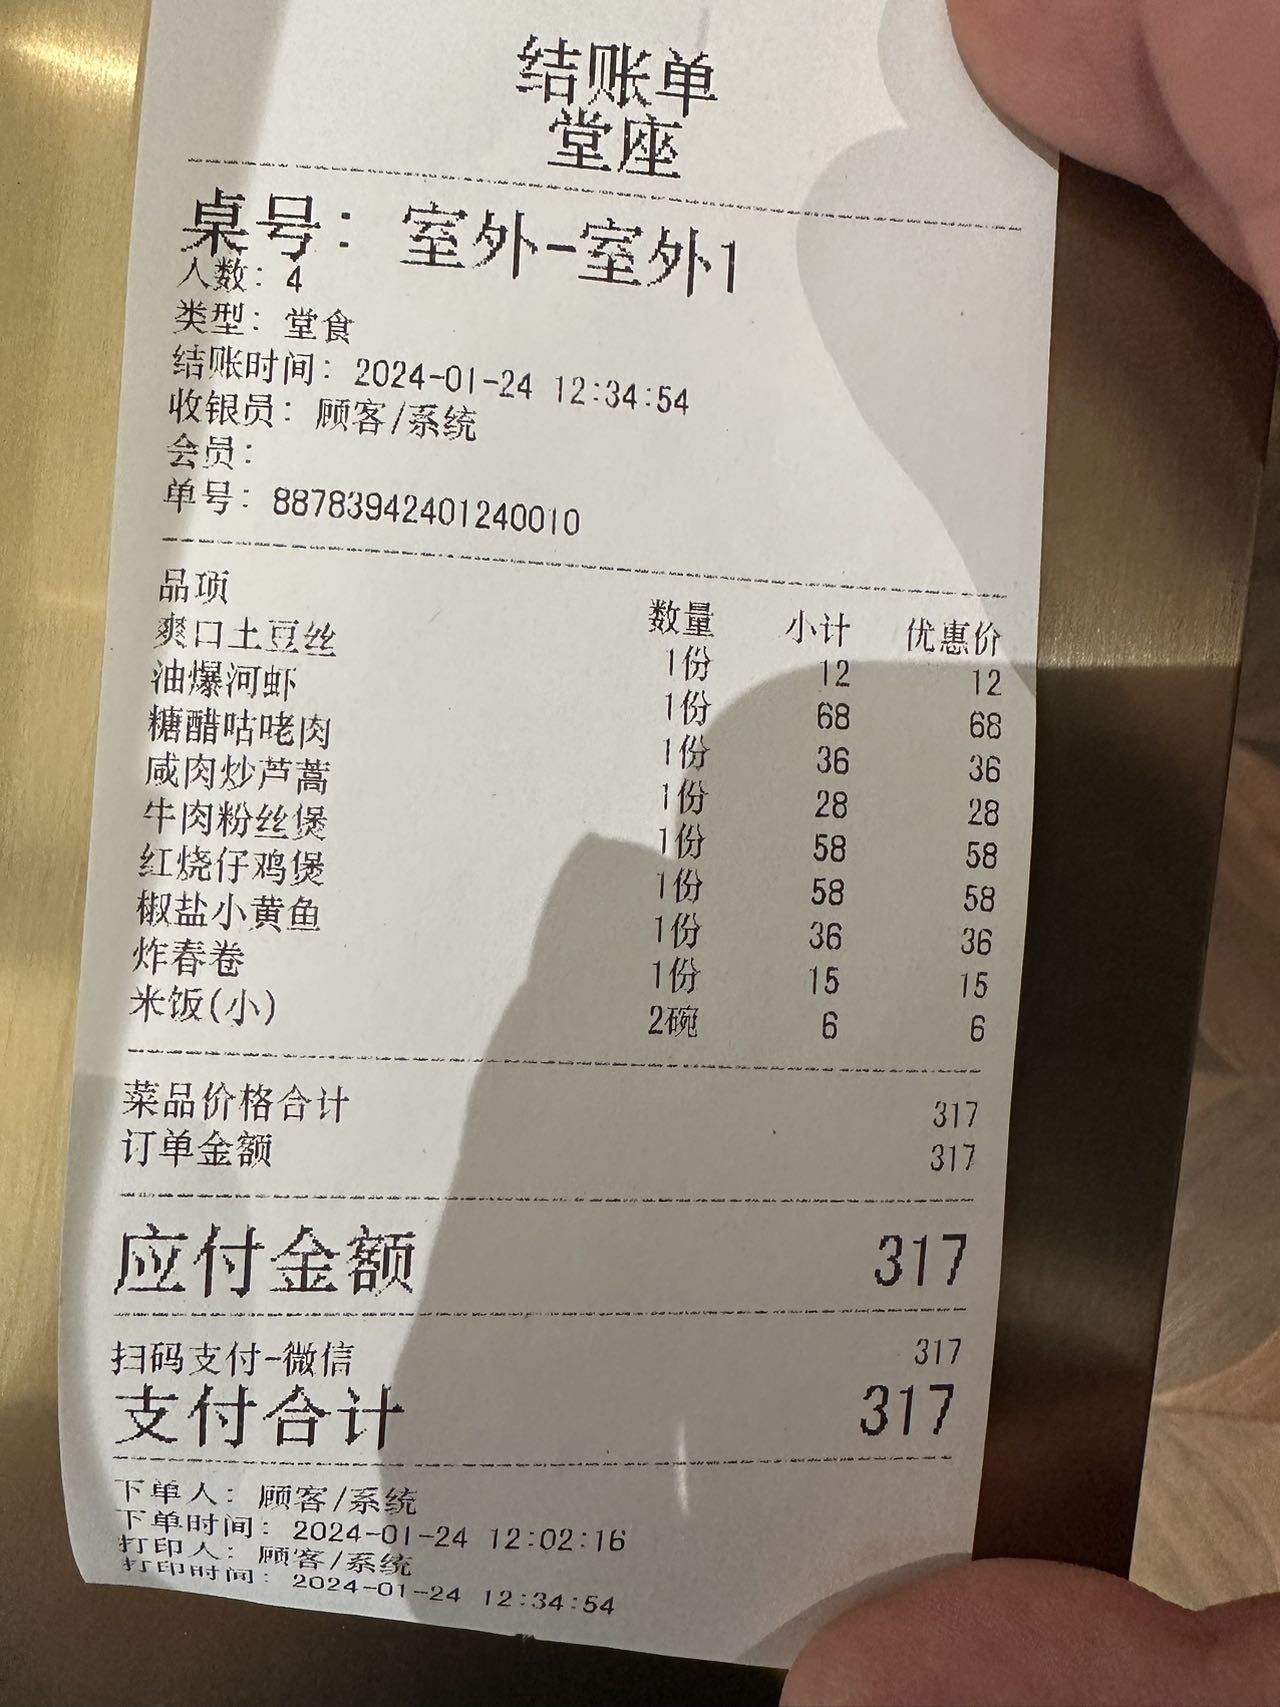 结账单
堂座
桌号：室外-室外1
人数：4
类型：堂食
结账时间：2024-01-24 12:34:54
收银员：顾客/系统
会员：
单号：88783942401240010
品项 数量 小计 优惠价
爽口土豆丝 1份 12 12
油爆河虾 1份 68 68
糖醋咕咾肉 1份 36 36
咸肉炒芦蒿 1份 28 28
牛肉粉丝煲 1份 58 58
红烧仔鸡煲 1份 58 58
椒盐小黄鱼 1份 36 36
炸春卷 1份 15 15
米饭(小) 2碗 6 6
菜品价格合计 317
订单金额 317
应付金额 317
扫码支付-微信 317
支付合计 317
下单人：顾客/系统
下单时间：2024-01-24 12:02:16
打印人：顾客/系统
打印时间：2024-01-24 12:34:54